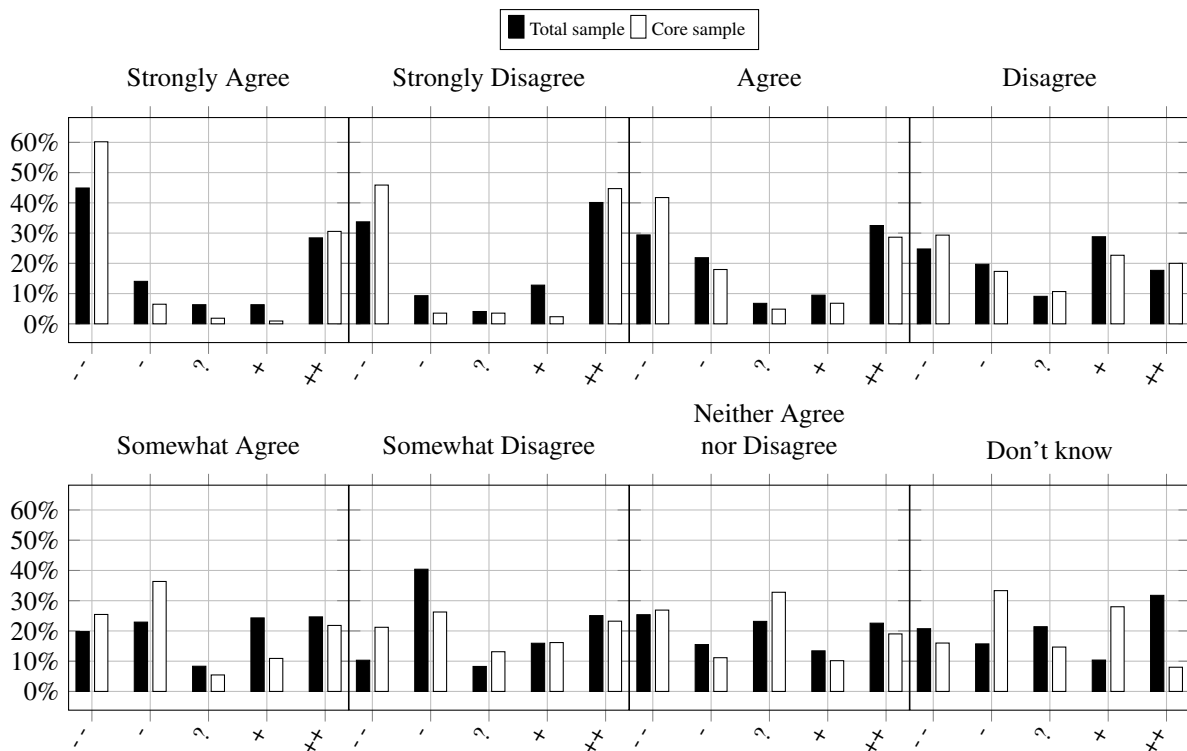 Total sample Core sample
Strongly Agree Strongly Disagree Agree Disagree
60%
50%
40%
30%
20%
10%
0%
- - - ? + ++ - - - ? + ++ - - - ? + ++ - - - ? + ++
Neither Agree
Somewhat Agree Somewhat Disagree nor Disagree Don't know
60%
50%
40%
30%
20%
10%
0%
- - - ? + ++ - - - ? + ++ - - - ? + ++ - - - ? + ++